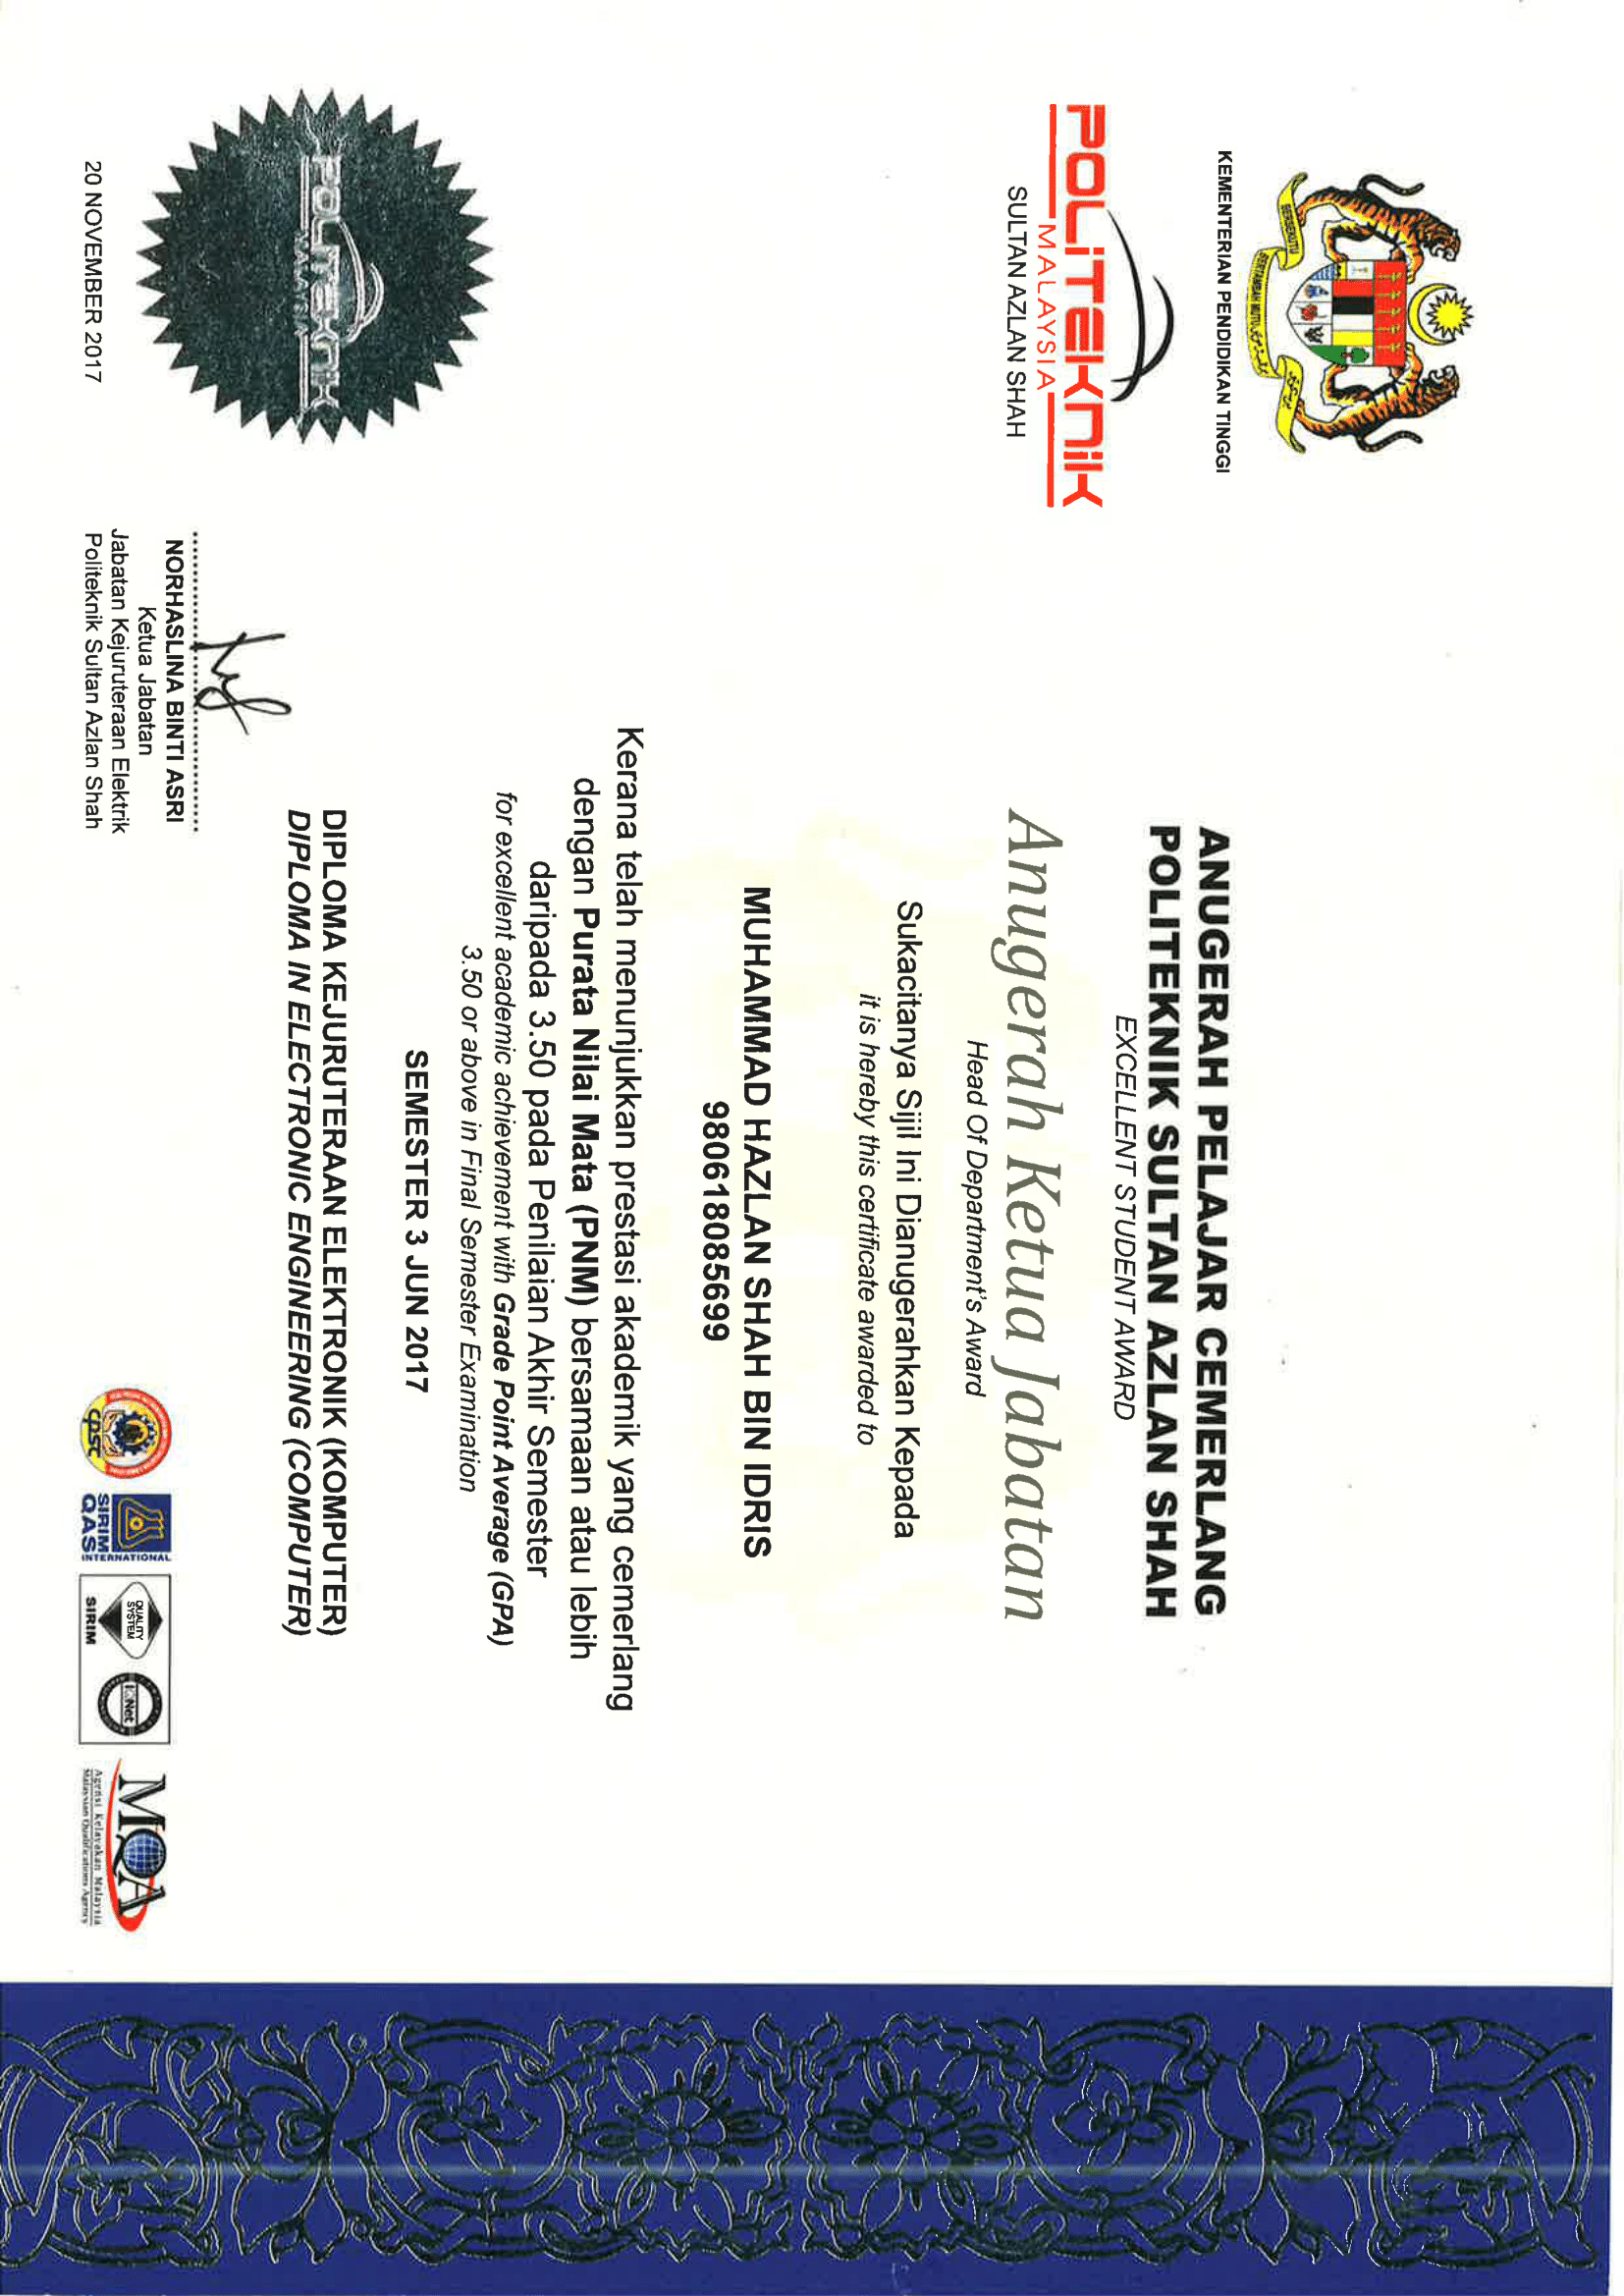 KEMENTERIAN PENDIDIKAN TINGGI
POLITEKNIK
MALAYSIA
SULTAN AZLAN SHAH
ANUGERAH PELAJAR CEMERLANG
POLITEKNIK SULTAN AZLAN SHAH
EXCELLENT STUDENT AWARD
Anugerah Ketua Jabatan
Head Of Department's Award
Sukacitanya Sijil Ini Dianugerahkan Kepada
it is hereby this certificate awarded to
MUHAMMAD HAZLAN SHAH BIN IDRIS
980618085699
Kerana telah menunjukkan prestasi akademik yang cemerlang
dengan Purata Nilai Mata (PNM) bersamaan atau lebih
daripada 3.50 pada Penilaian Akhir Semester
for excellent academic achievement with Grade Point Average (GPA)
3.50 or above in Final Semester Examination
SEMESTER 3 JUN 2017
DIPLOMA KEJURUTERAAN ELEKTRONIK (KOMPUTER)
DIPLOMA IN ELECTRONIC ENGINEERING (COMPUTER)
POLITEKNIK
MALAYSIA
20 NOVEMBER 2017
NORHASLINA BINTI ASRI
Ketua Jabatan
Jabatan Kejuruteraan Elektrik
Politeknik Sultan Azlan Shah
CPSC
SIRIM
QAS
INTERNATIONAL
QUALITY
SYSTEM
SIRIM
IQNet
MQA
Agensi Kelayakan Malaysia
Malaysian Qualifications Agency